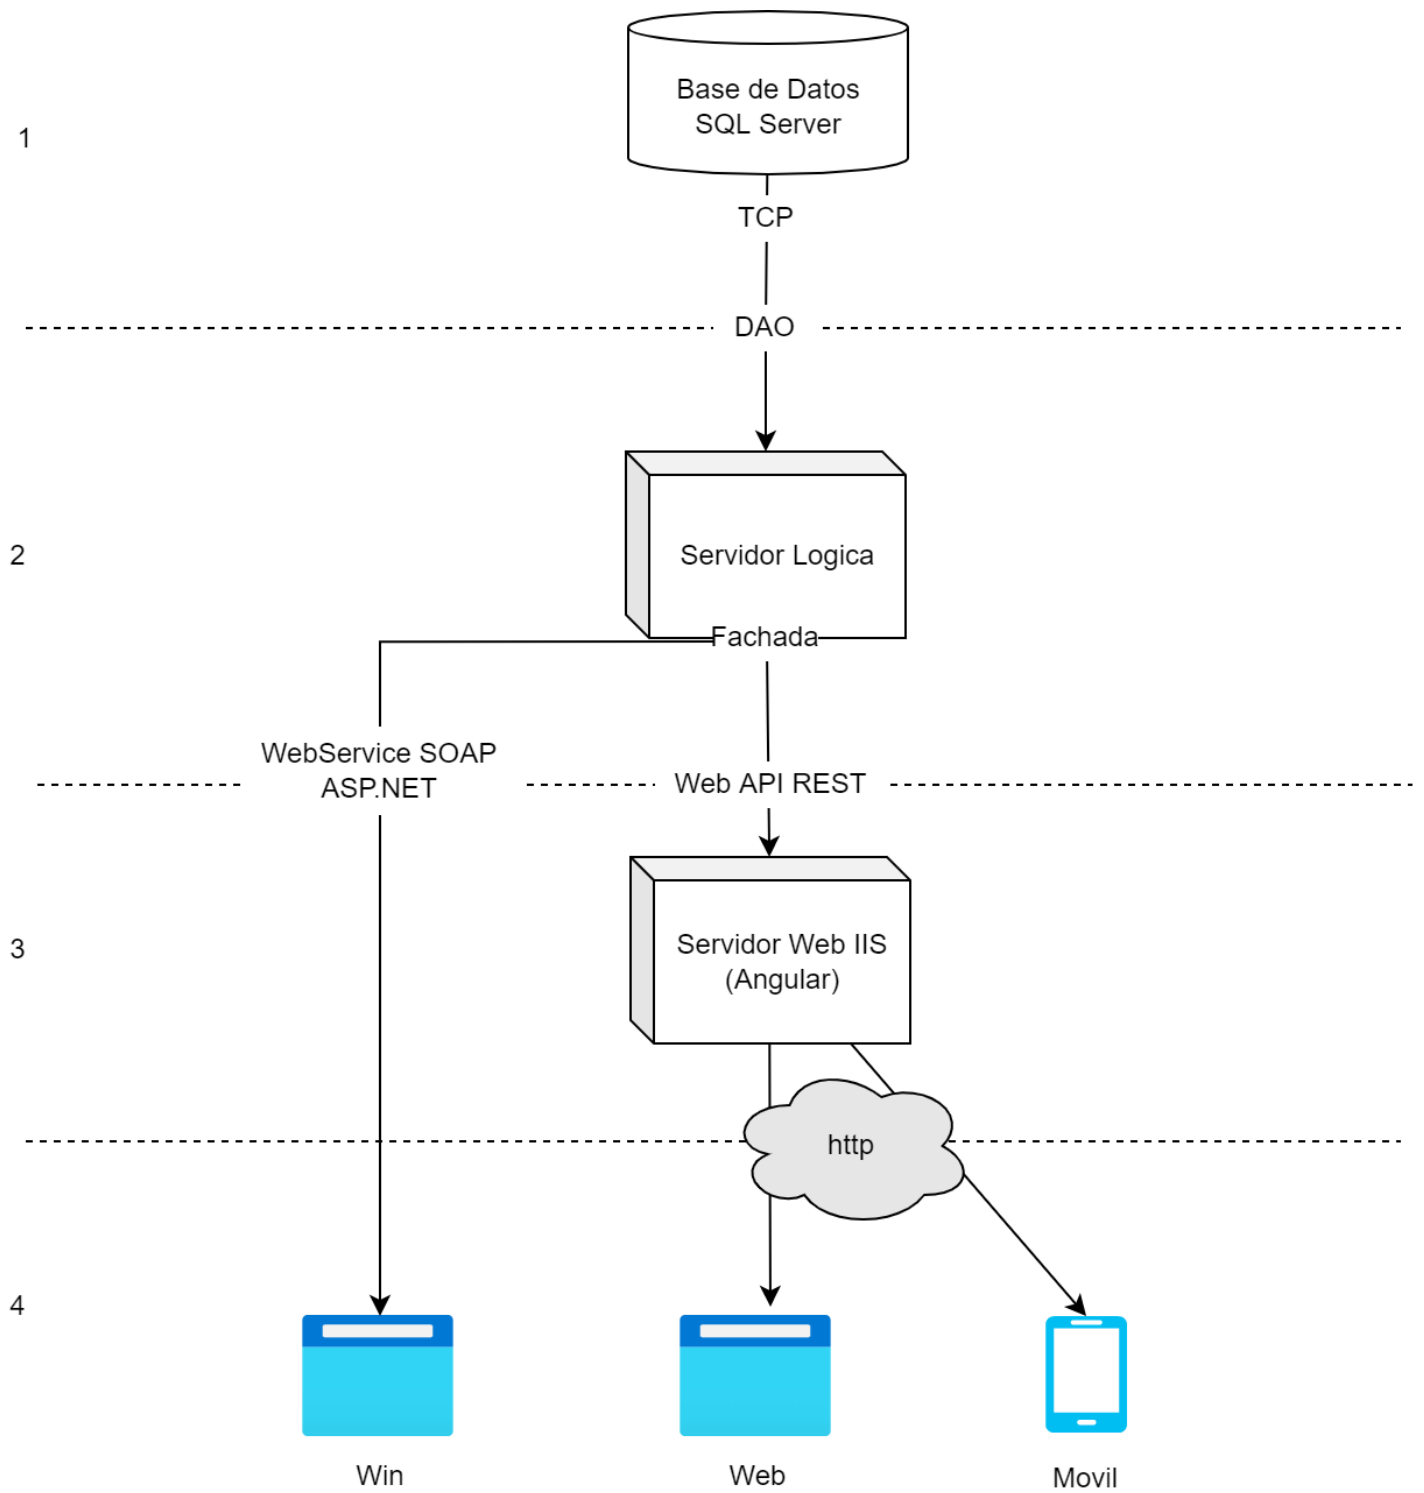 Base de Datos
SQL Server
1
TCP
DAO
2
Servidor Logica
Fachada
WebService SOAP
ASP.NET
Web API REST
3
Servidor Web IIS
(Angular)
http
4
Win
Web
Movil